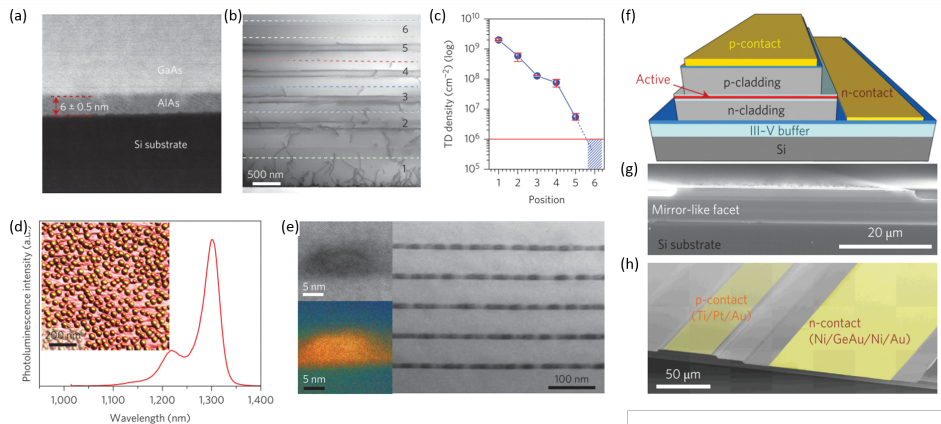 (a)
GaAs
6 ± 0.5 nm
AlAs
Si substrate
(b)
6
5
4
3
2
1
500 nm
(c)
TD density (cm⁻²) (log)
10¹⁰
10⁹
10⁸
10⁷
10⁶
10⁵
1 2 3 4 5 6
Position
(d)
Photoluminescence intensity (a.u.)
200 nm
1,000 1,100 1,200 1,300 1,400
Wavelength (nm)
(e)
5 nm
5 nm
100 nm
(f)
p-contact
Active
p-cladding
n-contact
n-cladding
III–V buffer
Si
(g)
Mirror-like facet
Si substrate
20 μm
(h)
p-contact
(Ti/Pt/Au)
n-contact
(Ni/GeAu/Ni/Au)
50 μm